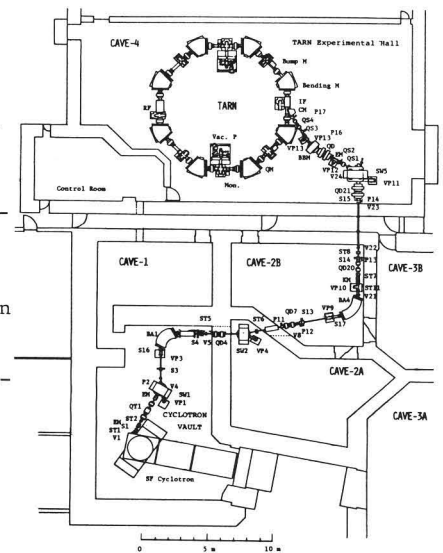 CAVE-4
TARN Experimental Hall
Bump M
Bending M
RF
TARN
IF
CM
P17
QS4
QS3
P16
VP13
VP13
QD
EM
QS2
BBM
VP12
QS1
V24
SW5
VP11
Vac. P
Mon.
QM
Control Room
QD21
S15
P14
V23
CAVE-1
CAVE-2B
CAVE-3B
ST8
V22
S14
P13
QD20
ST7
KM
VP10
ST11
V21
BA4
VP9
S17
ST5
ST6
P11
QD7
S13
P12
V8
BA1
S4
V5
QD4
SW2
VP4
S16
VP3
S3
CAVE-2A
P2
V4
EM
SW1
VP1
QT1
CYCLOTRON
VAULT
ST2
EM
S1
ST1
V1
CAVE-3A
SF Cyclotron
0
5 m
10 m
n